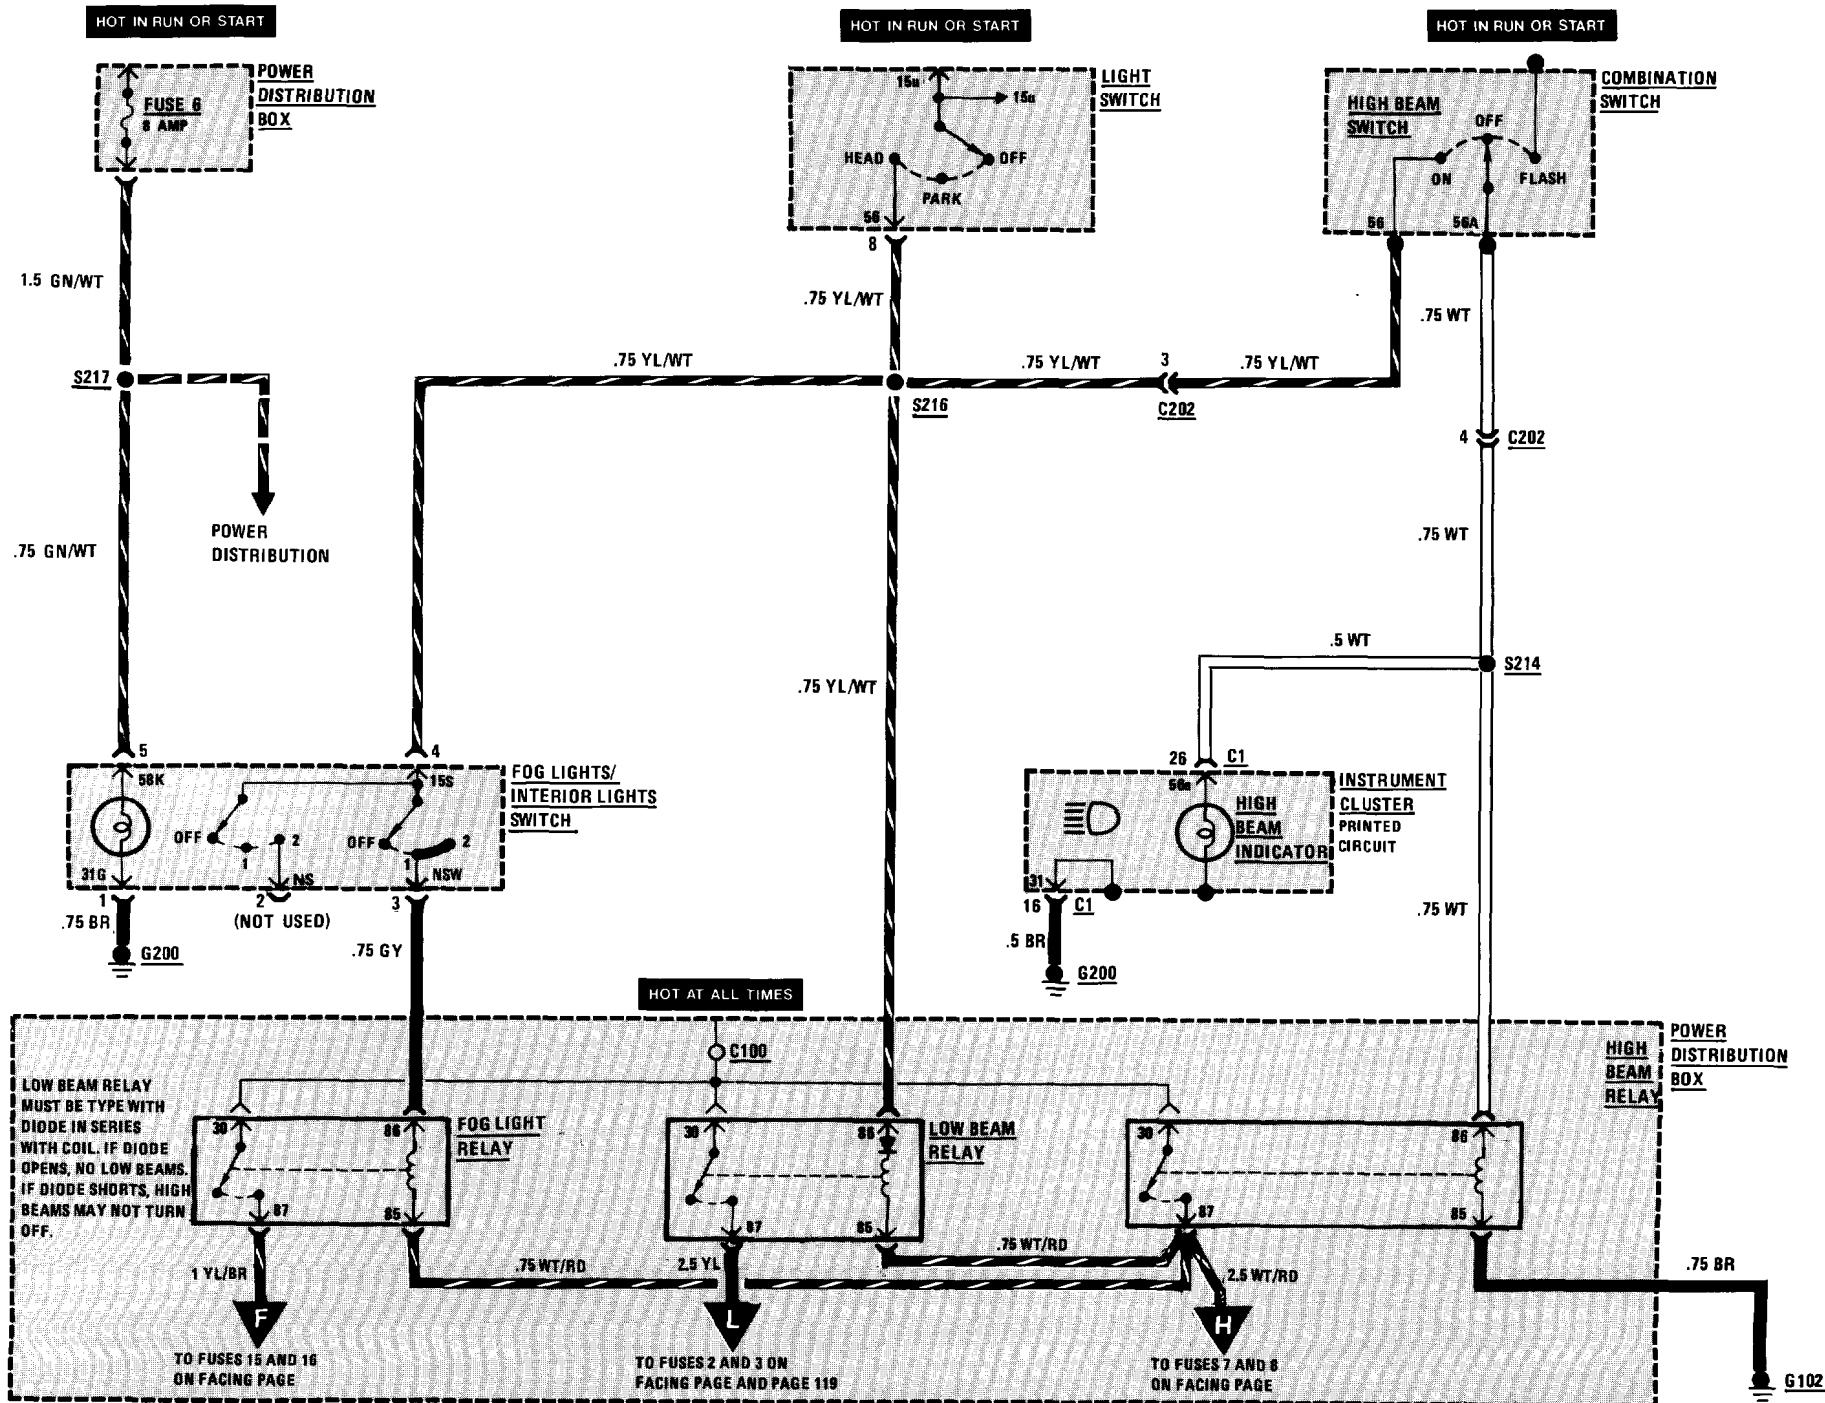 HOT IN RUN OR START
HOT IN RUN OR START
HOT IN RUN OR START
FUSE 6
8 AMP
POWER
DISTRIBUTION
BOX
15u
15u
HEAD
OFF
PARK
56
8
LIGHT
SWITCH
HIGH BEAM
SWITCH
OFF
ON
FLASH
56
56A
COMBINATION
SWITCH
1.5 GN/WT
.75 YL/WT
.75 WT
S217
.75 YL/WT
S216
.75 YL/WT
3
C202
.75 YL/WT
4
C202
POWER
DISTRIBUTION
.75 GN/WT
.75 WT
.5 WT
S214
.75 YL/WT
5
58K
4
15S
OFF
1
2
OFF
1
2
31G
NS
NSW
1
2
(NOT USED)
3
FOG LIGHTS/
INTERIOR LIGHTS
SWITCH
.75 BR
G200
.75 GY
26
C1
56a
HIGH
BEAM
INDICATOR
31
16
C1
INSTRUMENT
CLUSTER
PRINTED
CIRCUIT
.5 BR
G200
.75 WT
HOT AT ALL TIMES
C100
POWER
DISTRIBUTION
BOX
HIGH
BEAM
RELAY
LOW BEAM RELAY
MUST BE TYPE WITH
DIODE IN SERIES
WITH COIL. IF DIODE
OPENS, NO LOW BEAMS.
IF DIODE SHORTS, HIGH
BEAMS MAY NOT TURN
OFF.
30
86
87
85
FOG LIGHT
RELAY
30
86
87
85
LOW BEAM
RELAY
30
86
87
85
1 YL/BR
.75 WT/RD
2.5 YL
.75 WT/RD
2.5 WT/RD
.75 BR
F
L
H
TO FUSES 15 AND 16
ON FACING PAGE
TO FUSES 2 AND 3 ON
FACING PAGE AND PAGE 119
TO FUSES 7 AND 8
ON FACING PAGE
G102